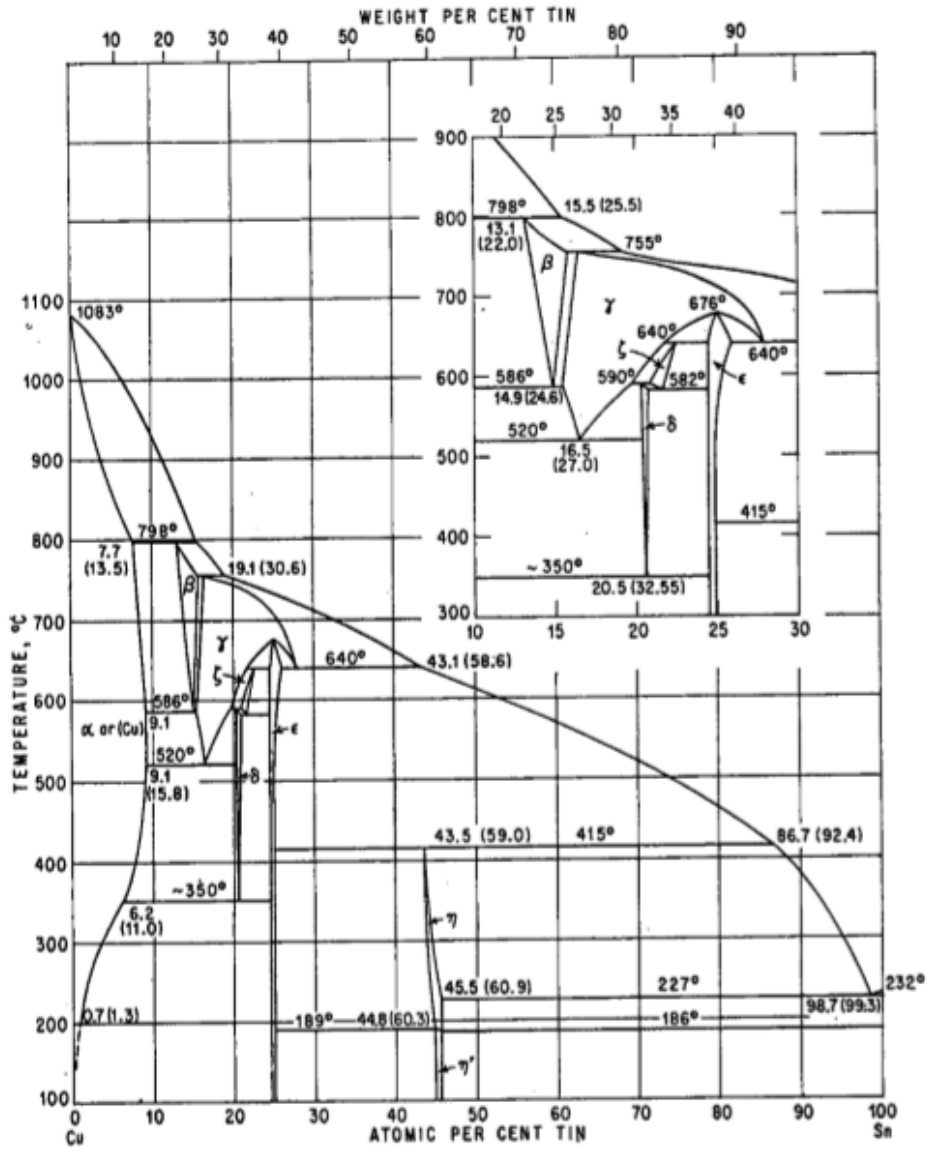 WEIGHT PER CENT TIN
10 20 30 40 50 60 70 80 90
22 25 27 30 35 40
900
798° 15.5 (25.5)
800
13.1
(22.0)
755°
β
700
γ 676°
640°
ζ
640°
600
586° 590° 582° ϵ
14.9 (24.6)
δ
520°
500
16.5
(27.0)
415°
400
~350°
20.5 (32.55)
300
10 15 20 25 30
TEMPERATURE, °C
1100
1083°
1000
900
798°
800
7.7
(13.5)
19.1 (30.6)
β
700
γ
640° 43.1 (58.6)
ζ
600
586°
α or (Cu) 9.1
ϵ
520°
500
9.1
(15.8)
δ
43.5 (59.0) 415° 86.7 (92.4)
400
~350°
6.2
(11.0)
300
η
45.5 (60.9) 227° 232°
98.7 (99.3)
200
0.7 (1.3) 189° 44.8 (60.3) 186°
η'
100
0 10 20 30 40 50 60 70 80 90 100
Cu ATOMIC PER CENT TIN Sn